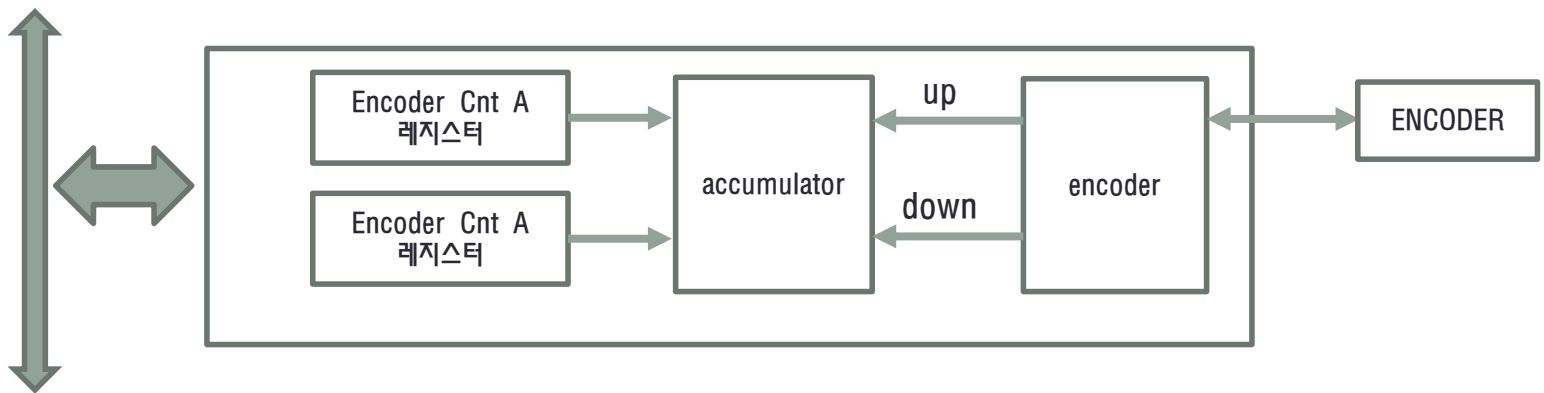 Encoder Cnt A
레지스터
Encoder Cnt A
레지스터
accumulator
up
down
encoder
ENCODER